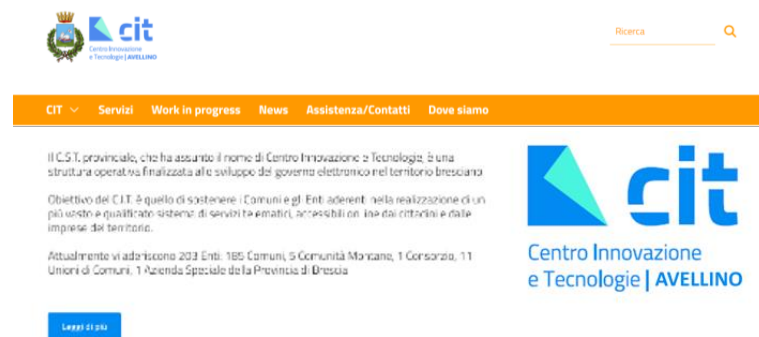 cit
Centro Innovazione
e Tecnologie | AVELLINO
Ricerca
CIT
Servizi
Work in progress
News
Assistenza/Contatti
Dove siamo
Il C.S.T. provinciale, che ha assunto il nome di Centro Innovazione e Tecnologie, è una
struttura operativa finalizzata allo sviluppo del governo elettronico nel territorio bresciano.
Obiettivo del C.I.T. è quello di sostenere i Comuni e gli Enti aderenti nella realizzazione di un
più vasto e qualificato sistema di servizi telematici, accessibili on line dai cittadini e dalle
imprese del territorio.
Attualmente vi aderiscono 203 Enti: 185 Comuni, 5 Comunità Montane, 1 Consorzio, 11
Unioni di Comuni, 1 Azienda Speciale della Provincia di Brescia
Leggi di più
cit
Centro Innovazione
e Tecnologie | AVELLINO